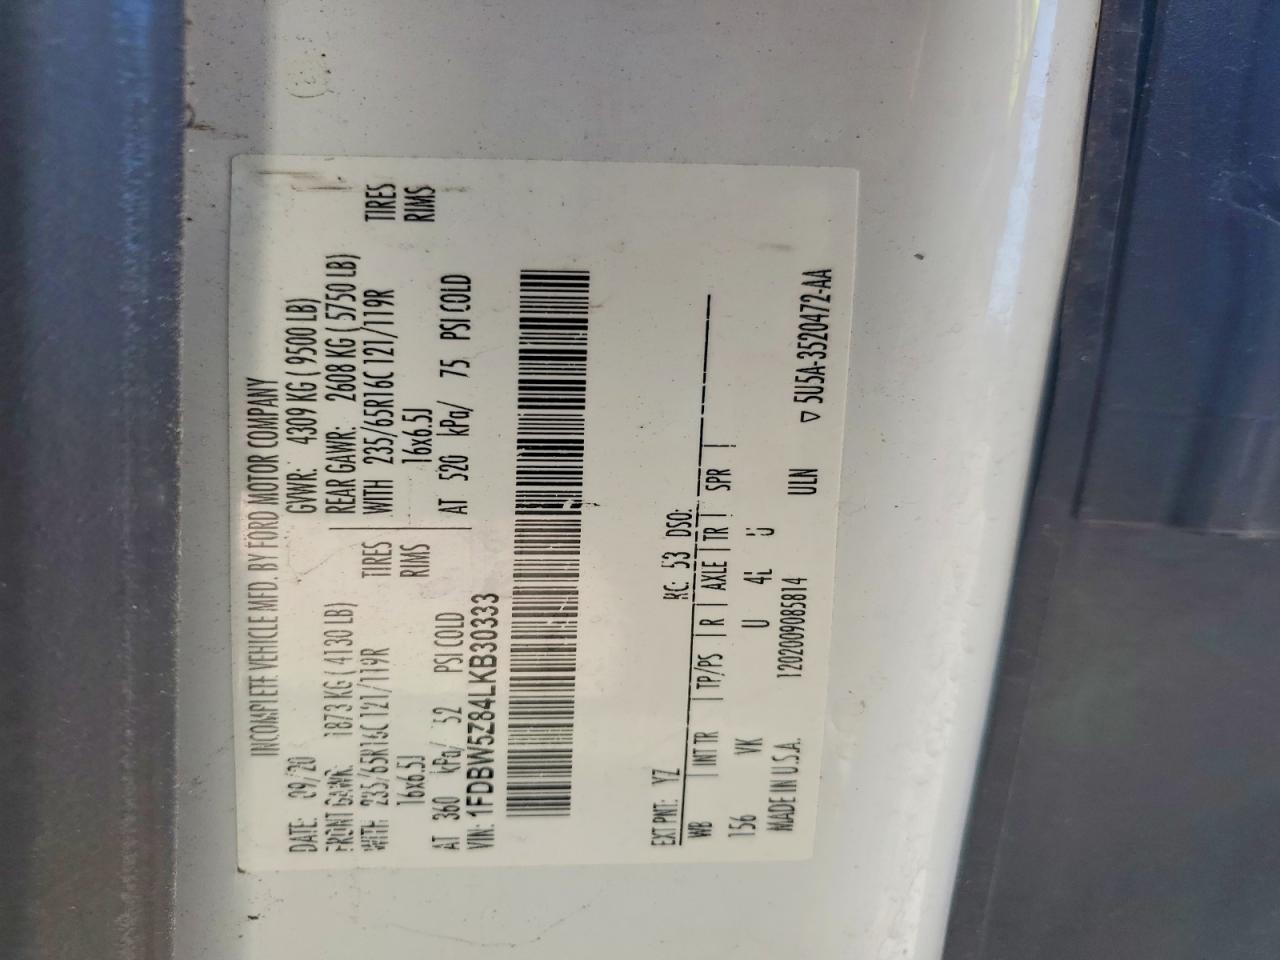 INCOMPLETE VEHICLE MFD. BY FORD MOTOR COMPANY
DATE: 09/20 GVWR: 4309 KG ( 9500 LB)
FRONT GAWR: 1873 KG ( 4130 LB) REAR GAWR: 2608 KG ( 5750 LB)
WITH 235/65R16C 121/119R TIRES WITH 235/65R16C 121/119R TIRES
16x6.5J RIMS 16x6.5J RIMS
AT 360 kPa/ 52 PSI COLD AT 520 kPa/ 75 PSI COLD
VIN: 1FDBW5Z84LKB30333
EXT PNT: YZ RC: 53 DSO:
WB INT TR TP/PS R AXLE TR SPR
156 VK U 4L U
MADE IN U.S.A. 1202009085814 ULN ▽ 5U5A-3520472-AA